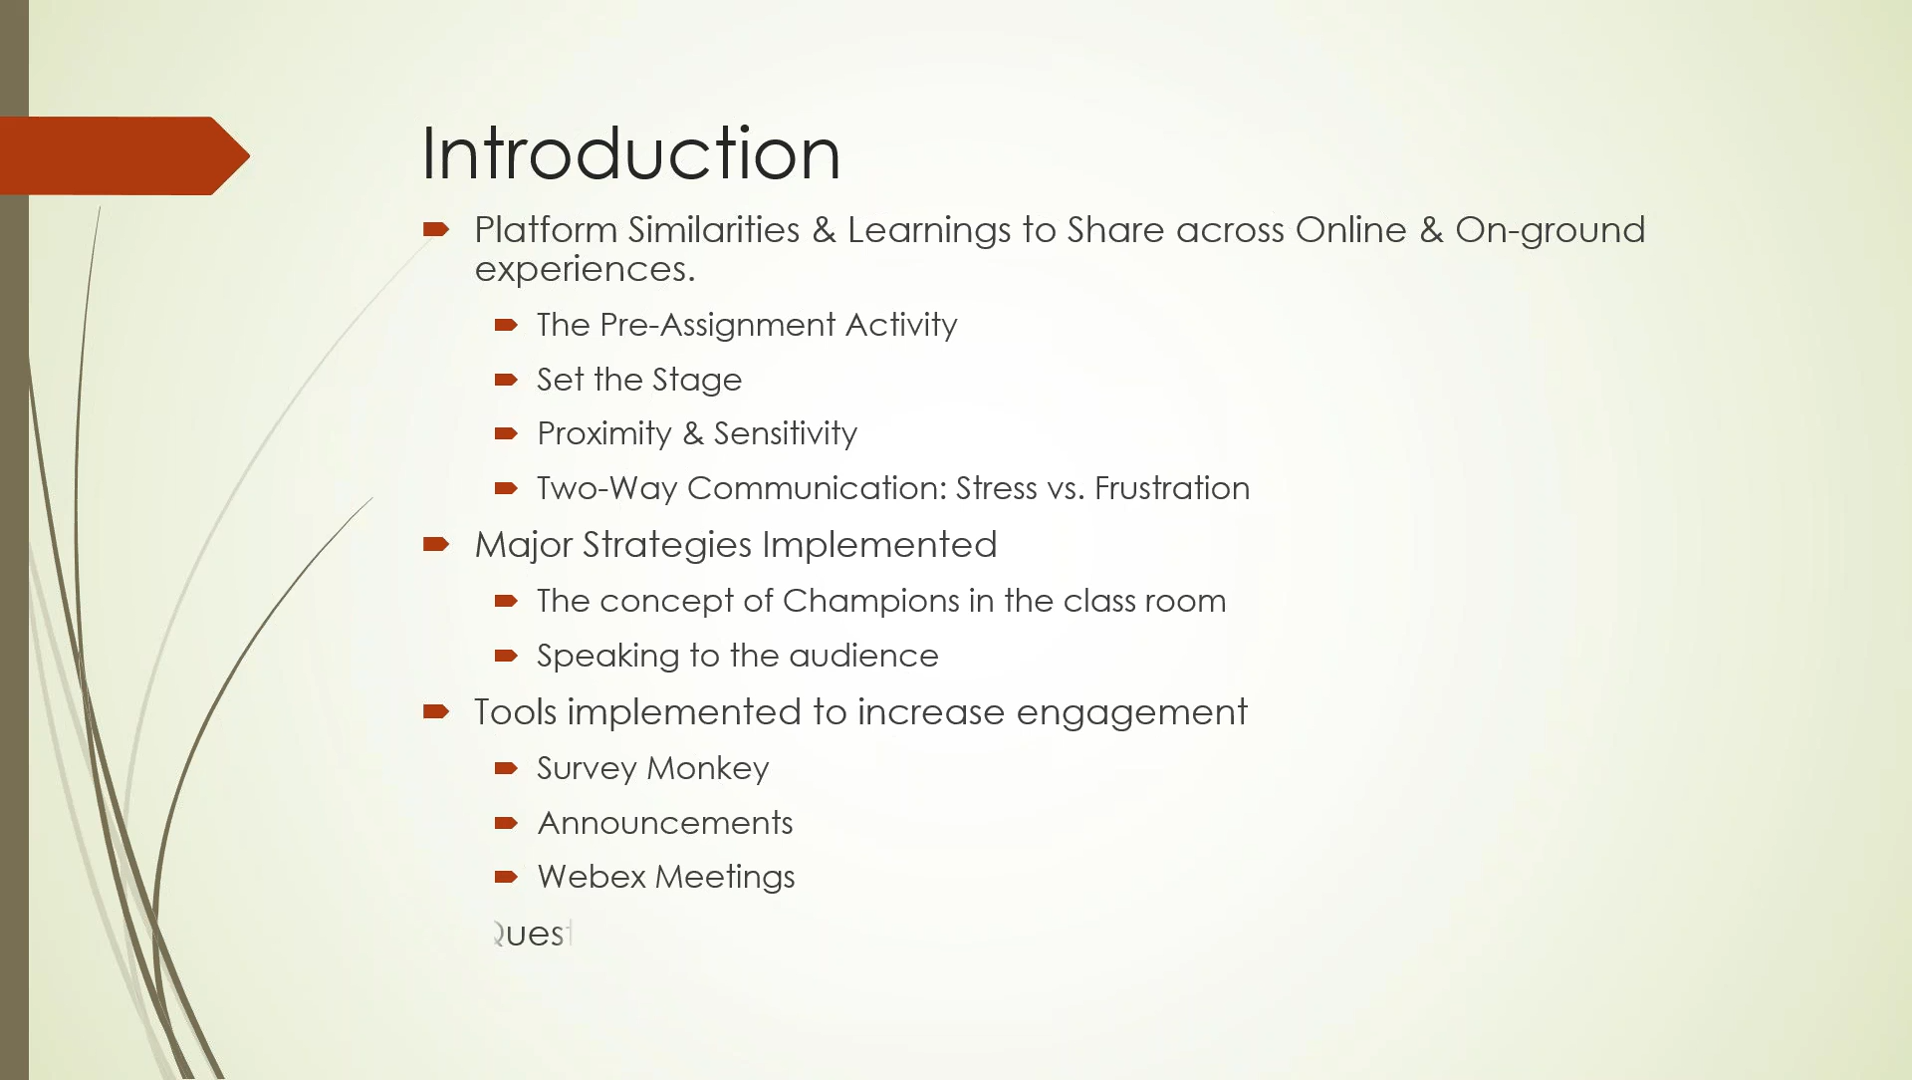 Introduction
Platform Similarities & Learnings to Share across Online & On-ground
experiences.
The Pre-Assignment Activity
Set the Stage
Proximity & Sensitivity
Two-Way Communication: Stress vs. Frustration
Major Strategies Implemented
The concept of Champions in the class room
Speaking to the audience
Tools implemented to increase engagement
Survey Monkey
Announcements
Webex Meetings